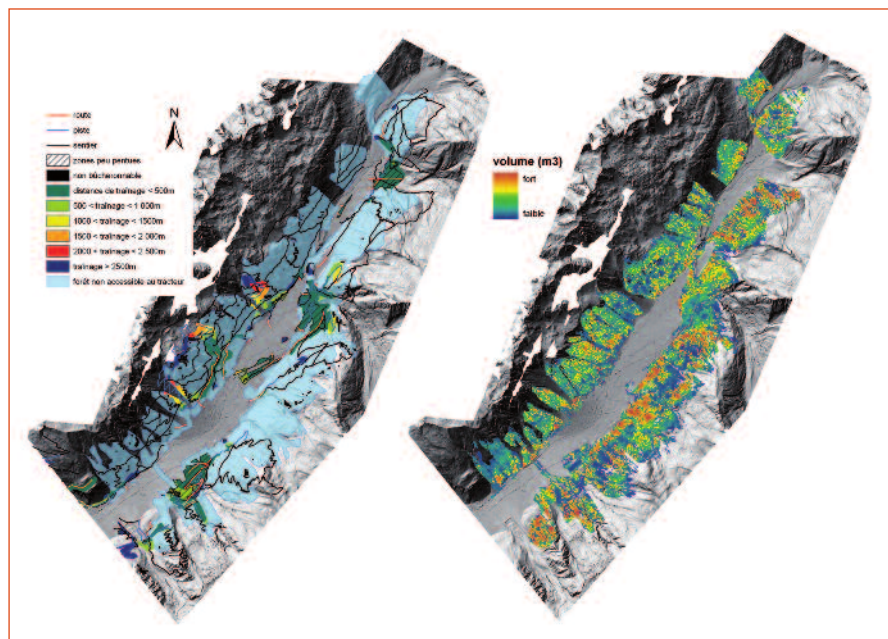 N
route
piste
sentier
zones peu pentues
non bûcheronnable
distance de traînage < 500m
500 < traînage < 1 000m
1000 < traînage < 1500m
1500 < traînage < 2 000m
2000 < traînage < 2 500m
traînage > 2500m
forêt non accessible au tracteur
volume (m3)
fort
faible